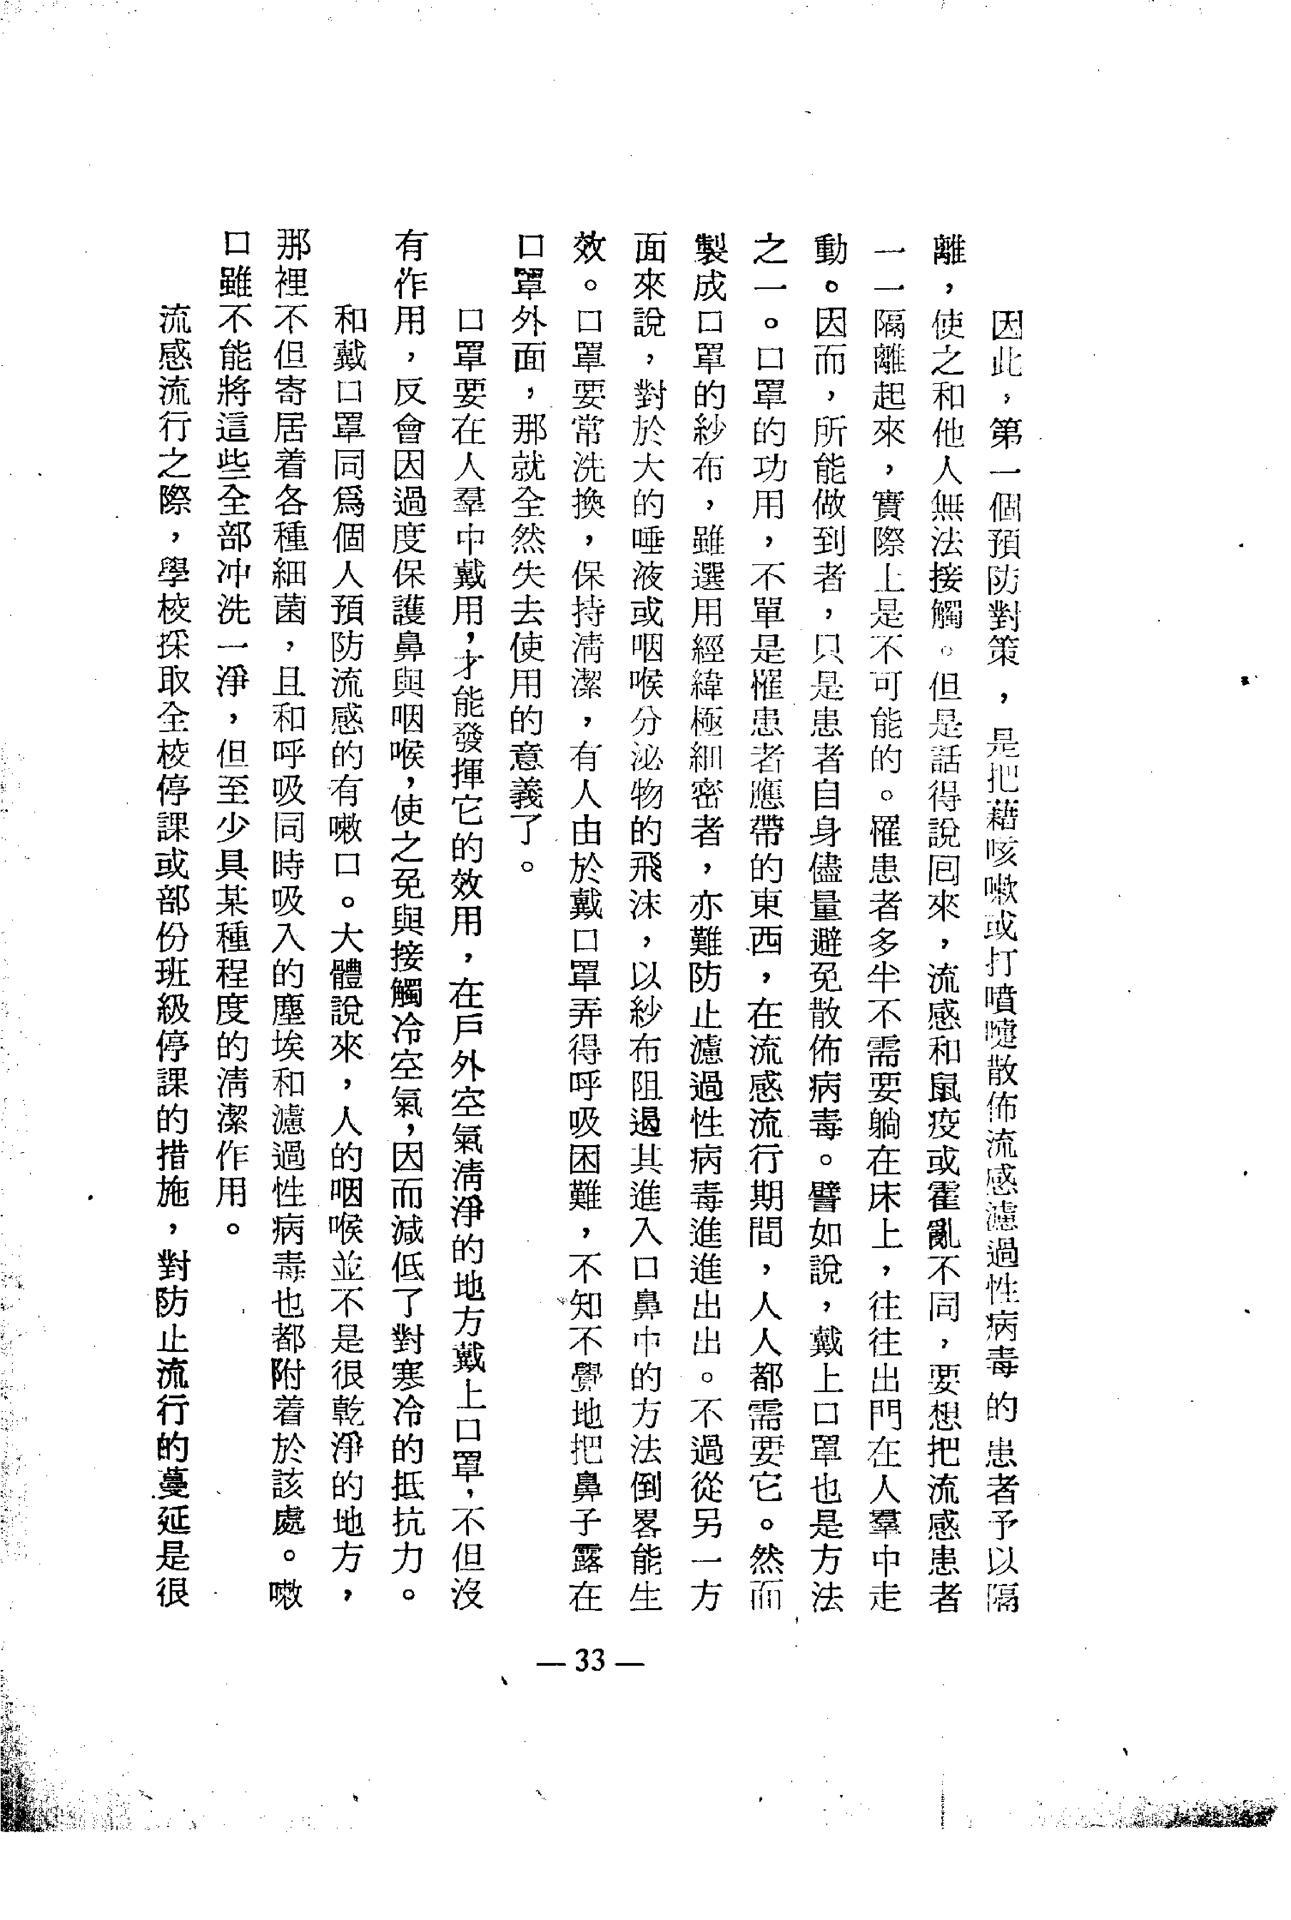 因此，第一個預防對策，是把藉咳嗽或打噴嚏散佈流感濾過性病毒的患者予以隔
離，使之和他人無法接觸。但是話得說回來，流感和鼠疫或霍亂不同，要想把流感患者
一一隔離起來，實際上是不可能的。罹患者多半不需要躺在床上，往往出門在人羣中走
動。因而，所能做到者，只是患者自身儘量避免散佈病毒。譬如說，戴上口罩也是方法
之一。口罩的功用，不單是罹患者應帶的東西，在流感流行期間，人人都需要它。然而
製成口罩的紗布，雖選用經緯極細密者，亦難防止濾過性病毒進進出出。不過從另一方
面來說，對於大的唾液或咽喉分泌物的飛沫，以紗布阻遏其進入口鼻中的方法倒畧能生
效。口罩要常洗換，保持清潔，有人由於戴口罩弄得呼吸困難，不知不覺地把鼻子露在
口罩外面，那就全然失去使用的意義了。
口罩要在人羣中戴用，才能發揮它的效用，在戶外空氣清淨的地方戴上口罩，不但沒
有作用，反會因過度保護鼻與咽喉，使之免與接觸冷空氣，因而減低了對寒冷的抵抗力。
和戴口罩同爲個人預防流感的有嗽口。大體說來，人的咽喉並不是很乾淨的地方，
那裡不但寄居着各種細菌，且和呼吸同時吸入的塵埃和濾過性病毒也都附着於該處。嗽
口雖不能將這些全部冲洗一淨，但至少具某種程度的清潔作用。
流感流行之際，學校採取全校停課或部份班級停課的措施，對防止流行的蔓延是很
— 33 —